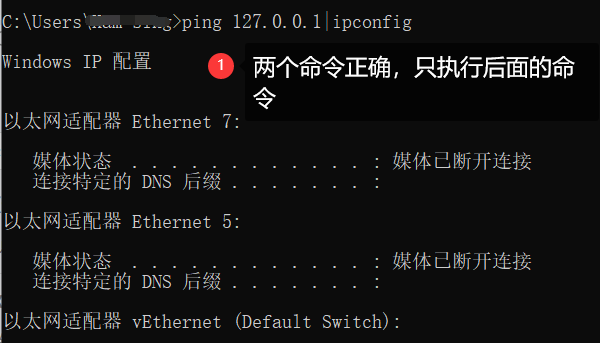 C:\Users\ >ping 127.0.0.1|ipconfig
Windows IP 配置
1
两个命令正确，只执行后面的命
令
以太网适配器 Ethernet 7:
媒体状态 . . . . . . . . . . . . : 媒体已断开连接
连接特定的 DNS 后缀 . . . . . . . :
以太网适配器 Ethernet 5:
媒体状态 . . . . . . . . . . . . : 媒体已断开连接
连接特定的 DNS 后缀 . . . . . . . :
以太网适配器 vEthernet (Default Switch):